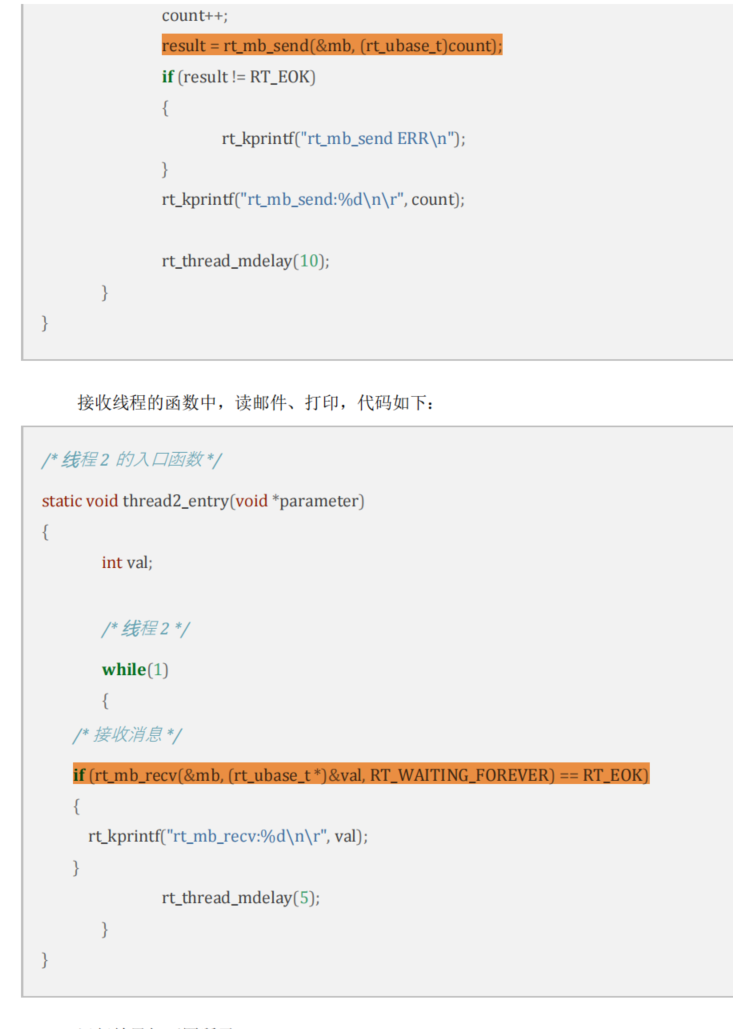 count++;
result = rt_mb_send(&mb, (rt_ubase_t)count);
if (result != RT_EOK)
{
rt_kprintf("rt_mb_send ERR\n");
}
rt_kprintf("rt_mb_send:%d\n\r", count);
rt_thread_mdelay(10);
}
}
接收线程的函数中，读邮件、打印，代码如下：
/* 线程 2 的入口函数 */
static void thread2_entry(void *parameter)
{
int val;
/* 线程 2 */
while(1)
{
/* 接收消息 */
if (rt_mb_recv(&mb, (rt_ubase_t *)&val, RT_WAITING_FOREVER) == RT_EOK)
{
rt_kprintf("rt_mb_recv:%d\n\r", val);
}
rt_thread_mdelay(5);
}
}